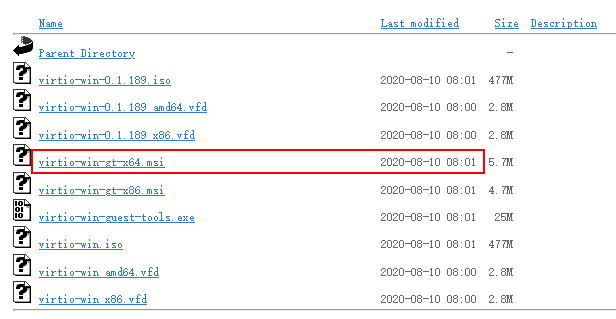 Name Last modified Size Description
Parent Directory -
virtio-win-0.1.189.iso 2020-08-10 08:01 477M
virtio-win-0.1.189_amd64.vfd 2020-08-10 08:00 2.8M
virtio-win-0.1.189_x86.vfd 2020-08-10 08:00 2.8M
virtio-win-gt-x64.msi 2020-08-10 08:01 5.7M
virtio-win-gt-x86.msi 2020-08-10 08:01 4.7M
virtio-win-guest-tools.exe 2020-08-10 08:01 25M
virtio-win.iso 2020-08-10 08:01 477M
virtio-win_amd64.vfd 2020-08-10 08:00 2.8M
virtio-win_x86.vfd 2020-08-10 08:00 2.8M